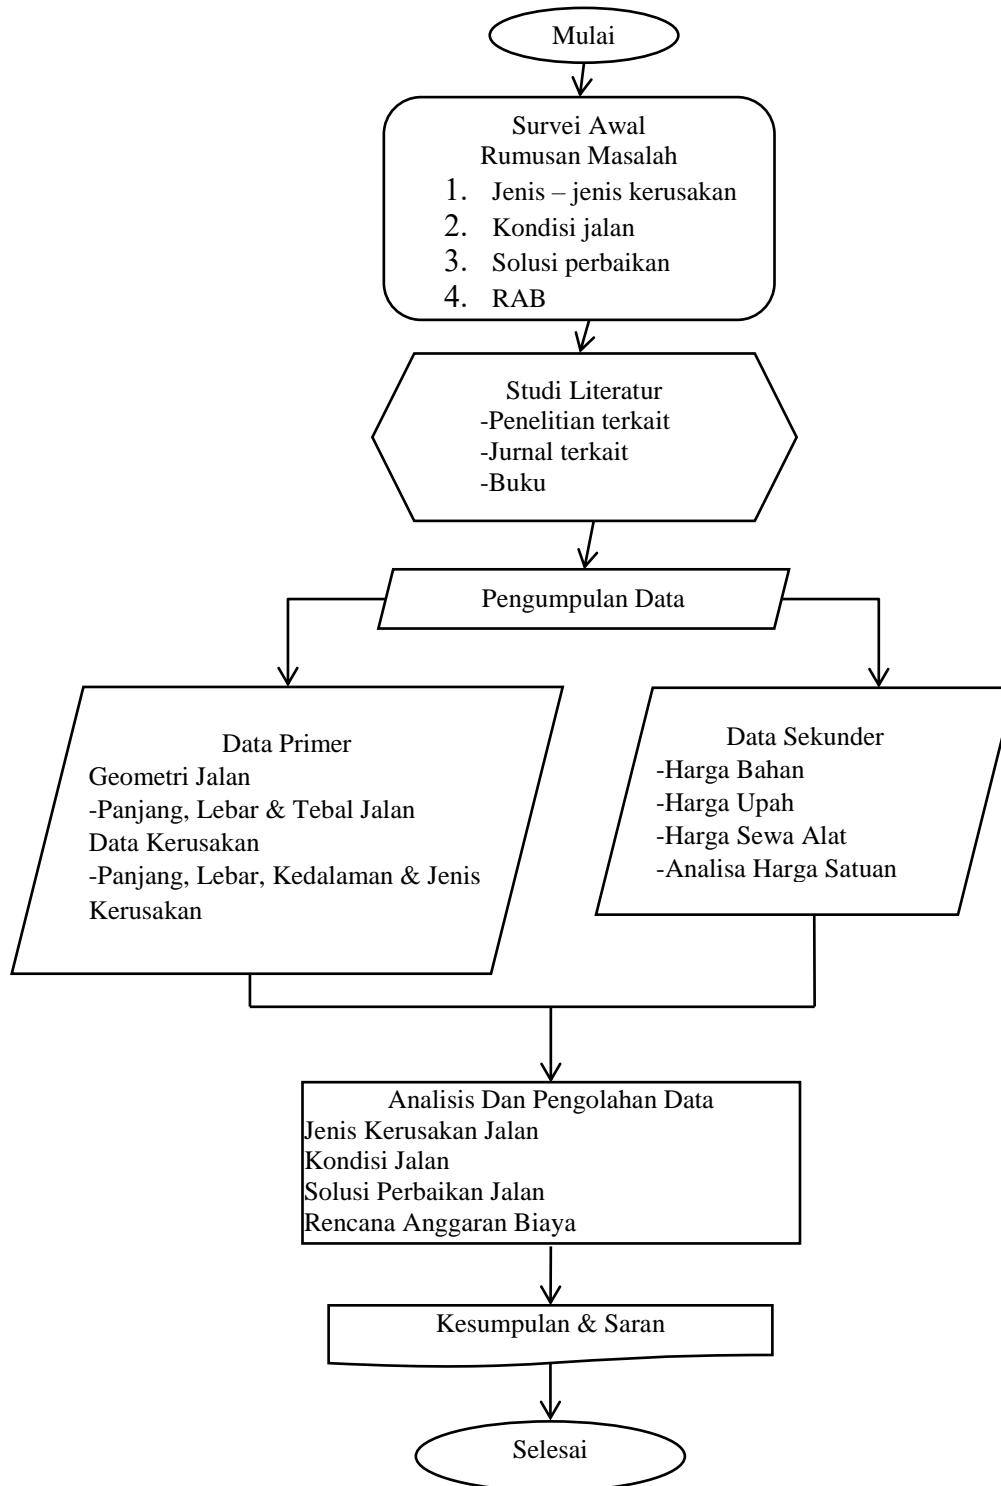 Mulai
Survei Awal
Rumusan Masalah
1. Jenis – jenis kerusakan
2. Kondisi jalan
3. Solusi perbaikan
4. RAB
Studi Literatur
-Penelitian terkait
-Jurnal terkait
-Buku
Pengumpulan Data
Data Primer
Geometri Jalan
-Panjang, Lebar & Tebal Jalan
Data Kerusakan
-Panjang, Lebar, Kedalaman & Jenis
Kerusakan
Data Sekunder
-Harga Bahan
-Harga Upah
-Harga Sewa Alat
-Analisa Harga Satuan
Analisis Dan Pengolahan Data
Jenis Kerusakan Jalan
Kondisi Jalan
Solusi Perbaikan Jalan
Rencana Anggaran Biaya
Kesumpulan & Saran
Selesai